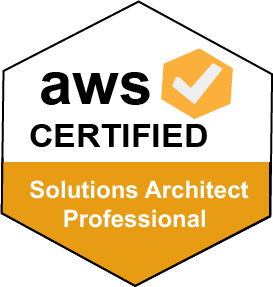 aws
CERTIFIED
Solutions Architect
Professional